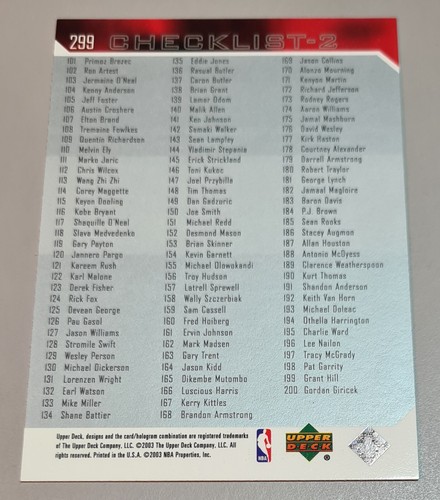 299 CHECKLIST-2
101 Primoz Brezec
102 Ron Artest
103 Jermaine O'Neal
104 Kenny Anderson
105 Jeff Foster
106 Austin Croshere
107 Elton Brand
108 Tremaine Fowlkes
109 Quentin Richardson
110 Melvin Ely
111 Marko Jaric
112 Chris Wilcox
113 Wang Zhi Zhi
114 Corey Maggette
115 Keyon Dooling
116 Kobe Bryant
117 Shaquille O'Neal
118 Slava Medvedenko
119 Gary Payton
120 Jannero Pargo
121 Kareem Rush
122 Karl Malone
123 Derek Fisher
124 Rick Fox
125 Devean George
126 Pau Gasol
127 Jason Williams
128 Stromile Swift
129 Wesley Person
130 Michael Dickerson
131 Lorenzen Wright
132 Earl Watson
133 Mike Miller
134 Shane Battier
135 Eddie Jones
136 Rasual Butler
137 Caron Butler
138 Brian Grant
139 Lamar Odom
140 Malik Allen
141 Ken Johnson
142 Samaki Walker
143 Sean Lampley
144 Vladimir Stepania
145 Erick Strickland
146 Toni Kukoc
147 Joel Przybilla
148 Tim Thomas
149 Dan Gadzuric
150 Joe Smith
151 Michael Redd
152 Desmond Mason
153 Brian Skinner
154 Kevin Garnett
155 Michael Olowokandi
156 Troy Hudson
157 Latrell Sprewell
158 Wally Szczerbiak
159 Sam Cassell
160 Fred Hoiberg
161 Ervin Johnson
162 Mark Madsen
163 Gary Trent
164 Jason Kidd
165 Dikembe Mutombo
166 Luscious Harris
167 Kerry Kittles
168 Brandon Armstrong
169 Jason Collins
170 Alonzo Mourning
171 Kenyon Martin
172 Richard Jefferson
173 Rodney Rogers
174 Aaron Williams
175 Jamal Mashburn
176 David Wesley
177 Kirk Haston
178 Courtney Alexander
179 Darrell Armstrong
180 Robert Traylor
181 George Lynch
182 Jamaal Magloire
183 Baron Davis
184 P.J. Brown
185 Sean Rooks
186 Stacey Augmon
187 Allan Houston
188 Antonio McDyess
189 Clarence Weatherspoon
190 Kurt Thomas
191 Shandon Anderson
192 Keith Van Horn
193 Michael Doleac
194 Othella Harrington
195 Charlie Ward
196 Lee Nailon
197 Tracy McGrady
198 Pat Garrity
199 Grant Hill
200 Gordan Giricek
Upper Deck, designs and the card/hologram combination are registered trademarks
of The Upper Deck Company, LLC. ©2003 The Upper Deck Company, LLC. All
rights reserved. Printed in the U.S.A. ©2003 NBA Properties, Inc.
NBA
UPPER
DECK
®